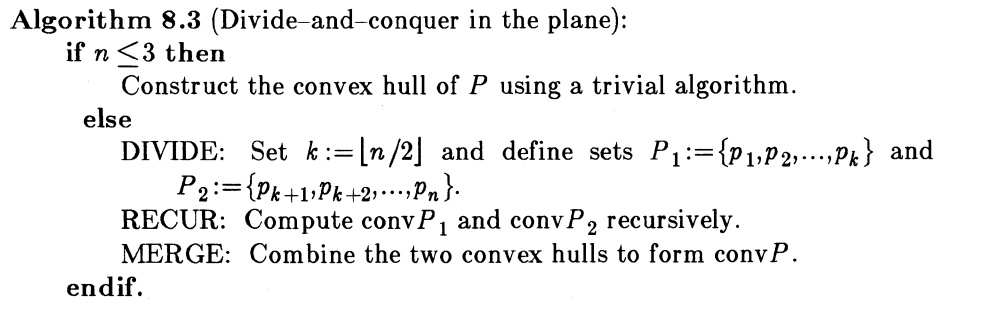 Algorithm 8.3 (Divide–and–conquer in the plane):
if n ≤3 then
Construct the convex hull of P using a trivial algorithm.
else
DIVIDE: Set k:=⌊n/2⌋ and define sets P₁:={p₁,p₂,...,pₖ} and
P₂:={pₖ₊₁,pₖ₊₂,...,pₙ}.
RECUR: Compute convP₁ and convP₂ recursively.
MERGE: Combine the two convex hulls to form convP.
endif.